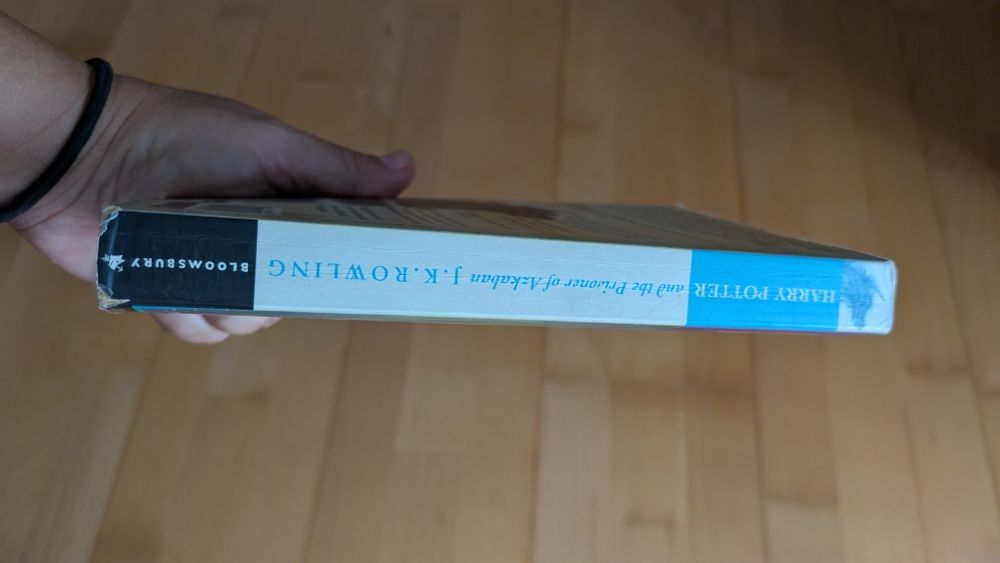 HARRY POTTER and the Prisoner of Azkaban J.K.ROWLING
BLOOMSBURY